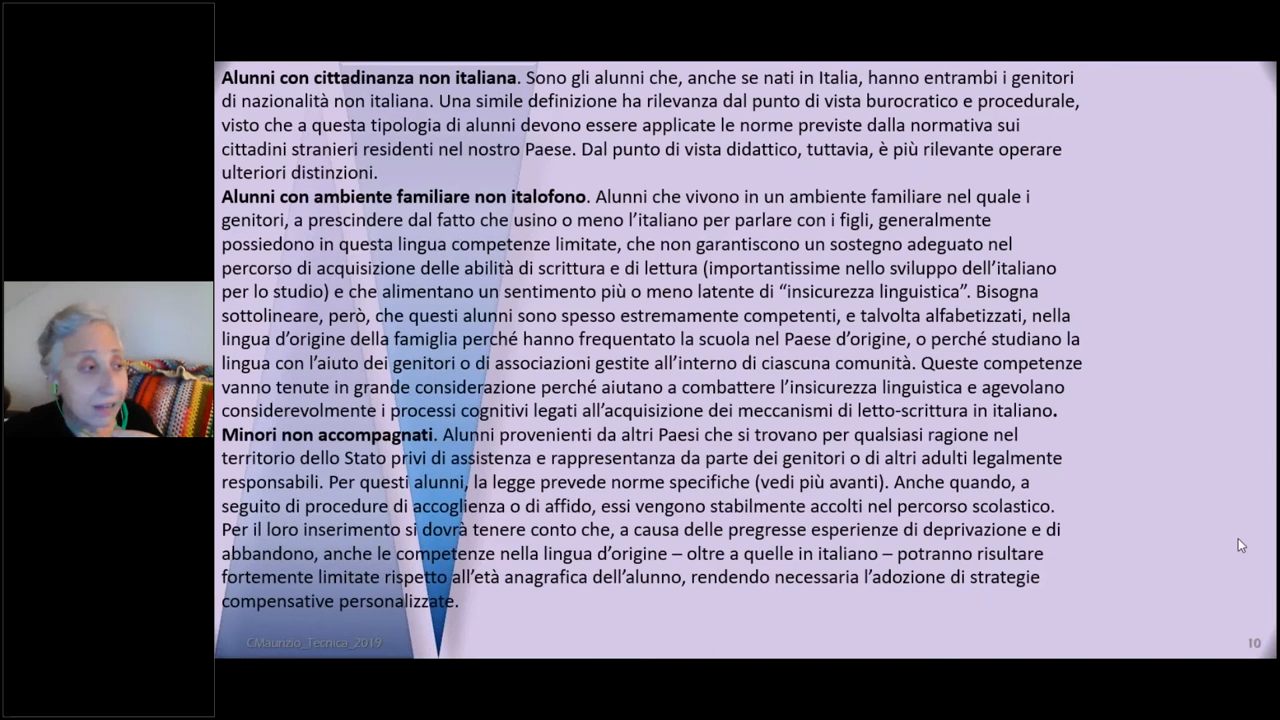 Alunni con cittadinanza non italiana. Sono gli alunni che, anche se nati in Italia, hanno entrambi i genitori
di nazionalità non italiana. Una simile definizione ha rilevanza dal punto di vista burocratico e procedurale,
visto che a questa tipologia di alunni devono essere applicate le norme previste dalla normativa sui
cittadini stranieri residenti nel nostro Paese. Dal punto di vista didattico, tuttavia, è più rilevante operare
ulteriori distinzioni.
Alunni con ambiente familiare non italofono. Alunni che vivono in un ambiente familiare nel quale i
genitori, a prescindere dal fatto che usino o meno l’italiano per parlare con i figli, generalmente
possiedono in questa lingua competenze limitate, che non garantiscono un sostegno adeguato nel
percorso di acquisizione delle abilità di scrittura e di lettura (importantissime nello sviluppo dell’italiano
per lo studio) e che alimentano un sentimento più o meno latente di “insicurezza linguistica”. Bisogna
sottolineare, però, che questi alunni sono spesso estremamente competenti, e talvolta alfabetizzati, nella
lingua d’origine della famiglia perché hanno frequentato la scuola nel Paese d’origine, o perché studiano la
lingua con l’aiuto dei genitori o di associazioni gestite all’interno di ciascuna comunità. Queste competenze
vanno tenute in grande considerazione perché aiutano a combattere l’insicurezza linguistica e agevolano
considerevolmente i processi cognitivi legati all’acquisizione dei meccanismi di letto-scrittura in italiano.
Minori non accompagnati. Alunni provenienti da altri Paesi che si trovano per qualsiasi ragione nel
territorio dello Stato privi di assistenza e rappresentanza da parte dei genitori o di altri adulti legalmente
responsabili. Per questi alunni, la legge prevede norme specifiche (vedi più avanti). Anche quando, a
seguito di procedure di accoglienza o di affido, essi vengono stabilmente accolti nel percorso scolastico.
Per il loro inserimento si dovrà tenere conto che, a causa delle pregresse esperienze di deprivazione e di
abbandono, anche le competenze nella lingua d’origine – oltre a quelle in italiano – potranno risultare
fortemente limitate rispetto all’età anagrafica dell’alunno, rendendo necessaria l’adozione di strategie
compensative personalizzate.
CMaurizio_Tecnica_2019
10